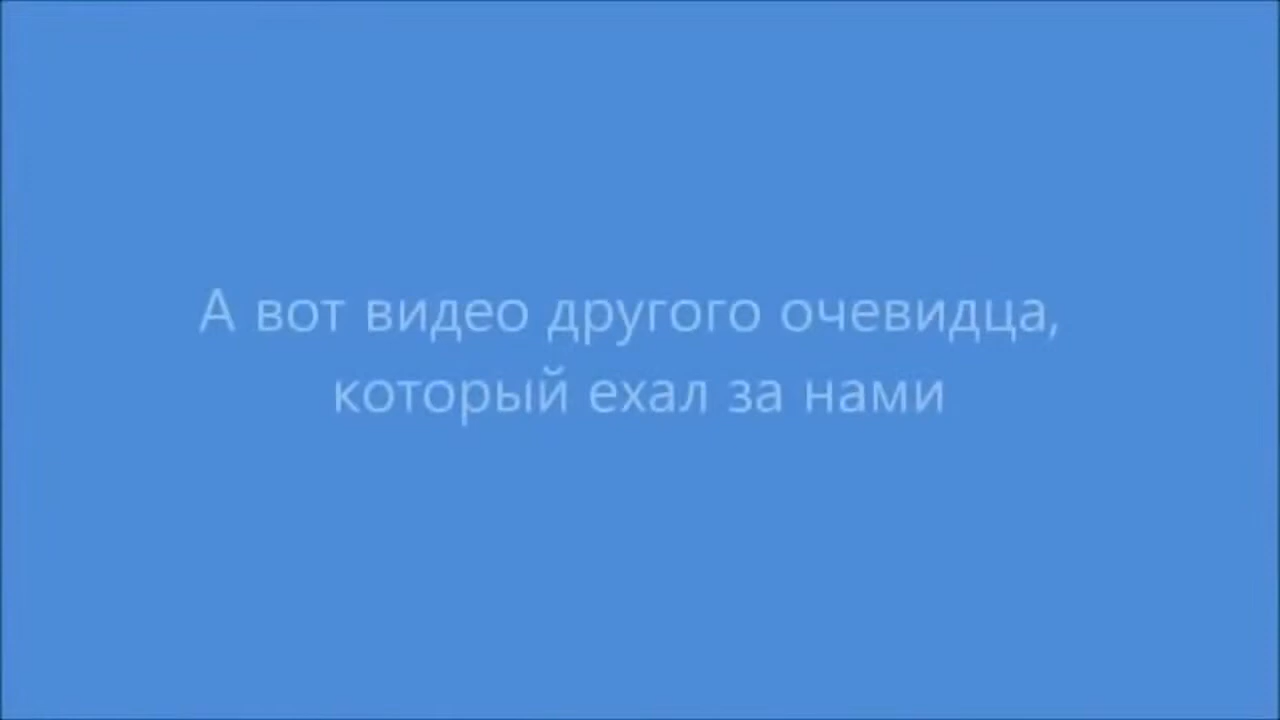 А вот видео другого очевидца,
который ехал за нами